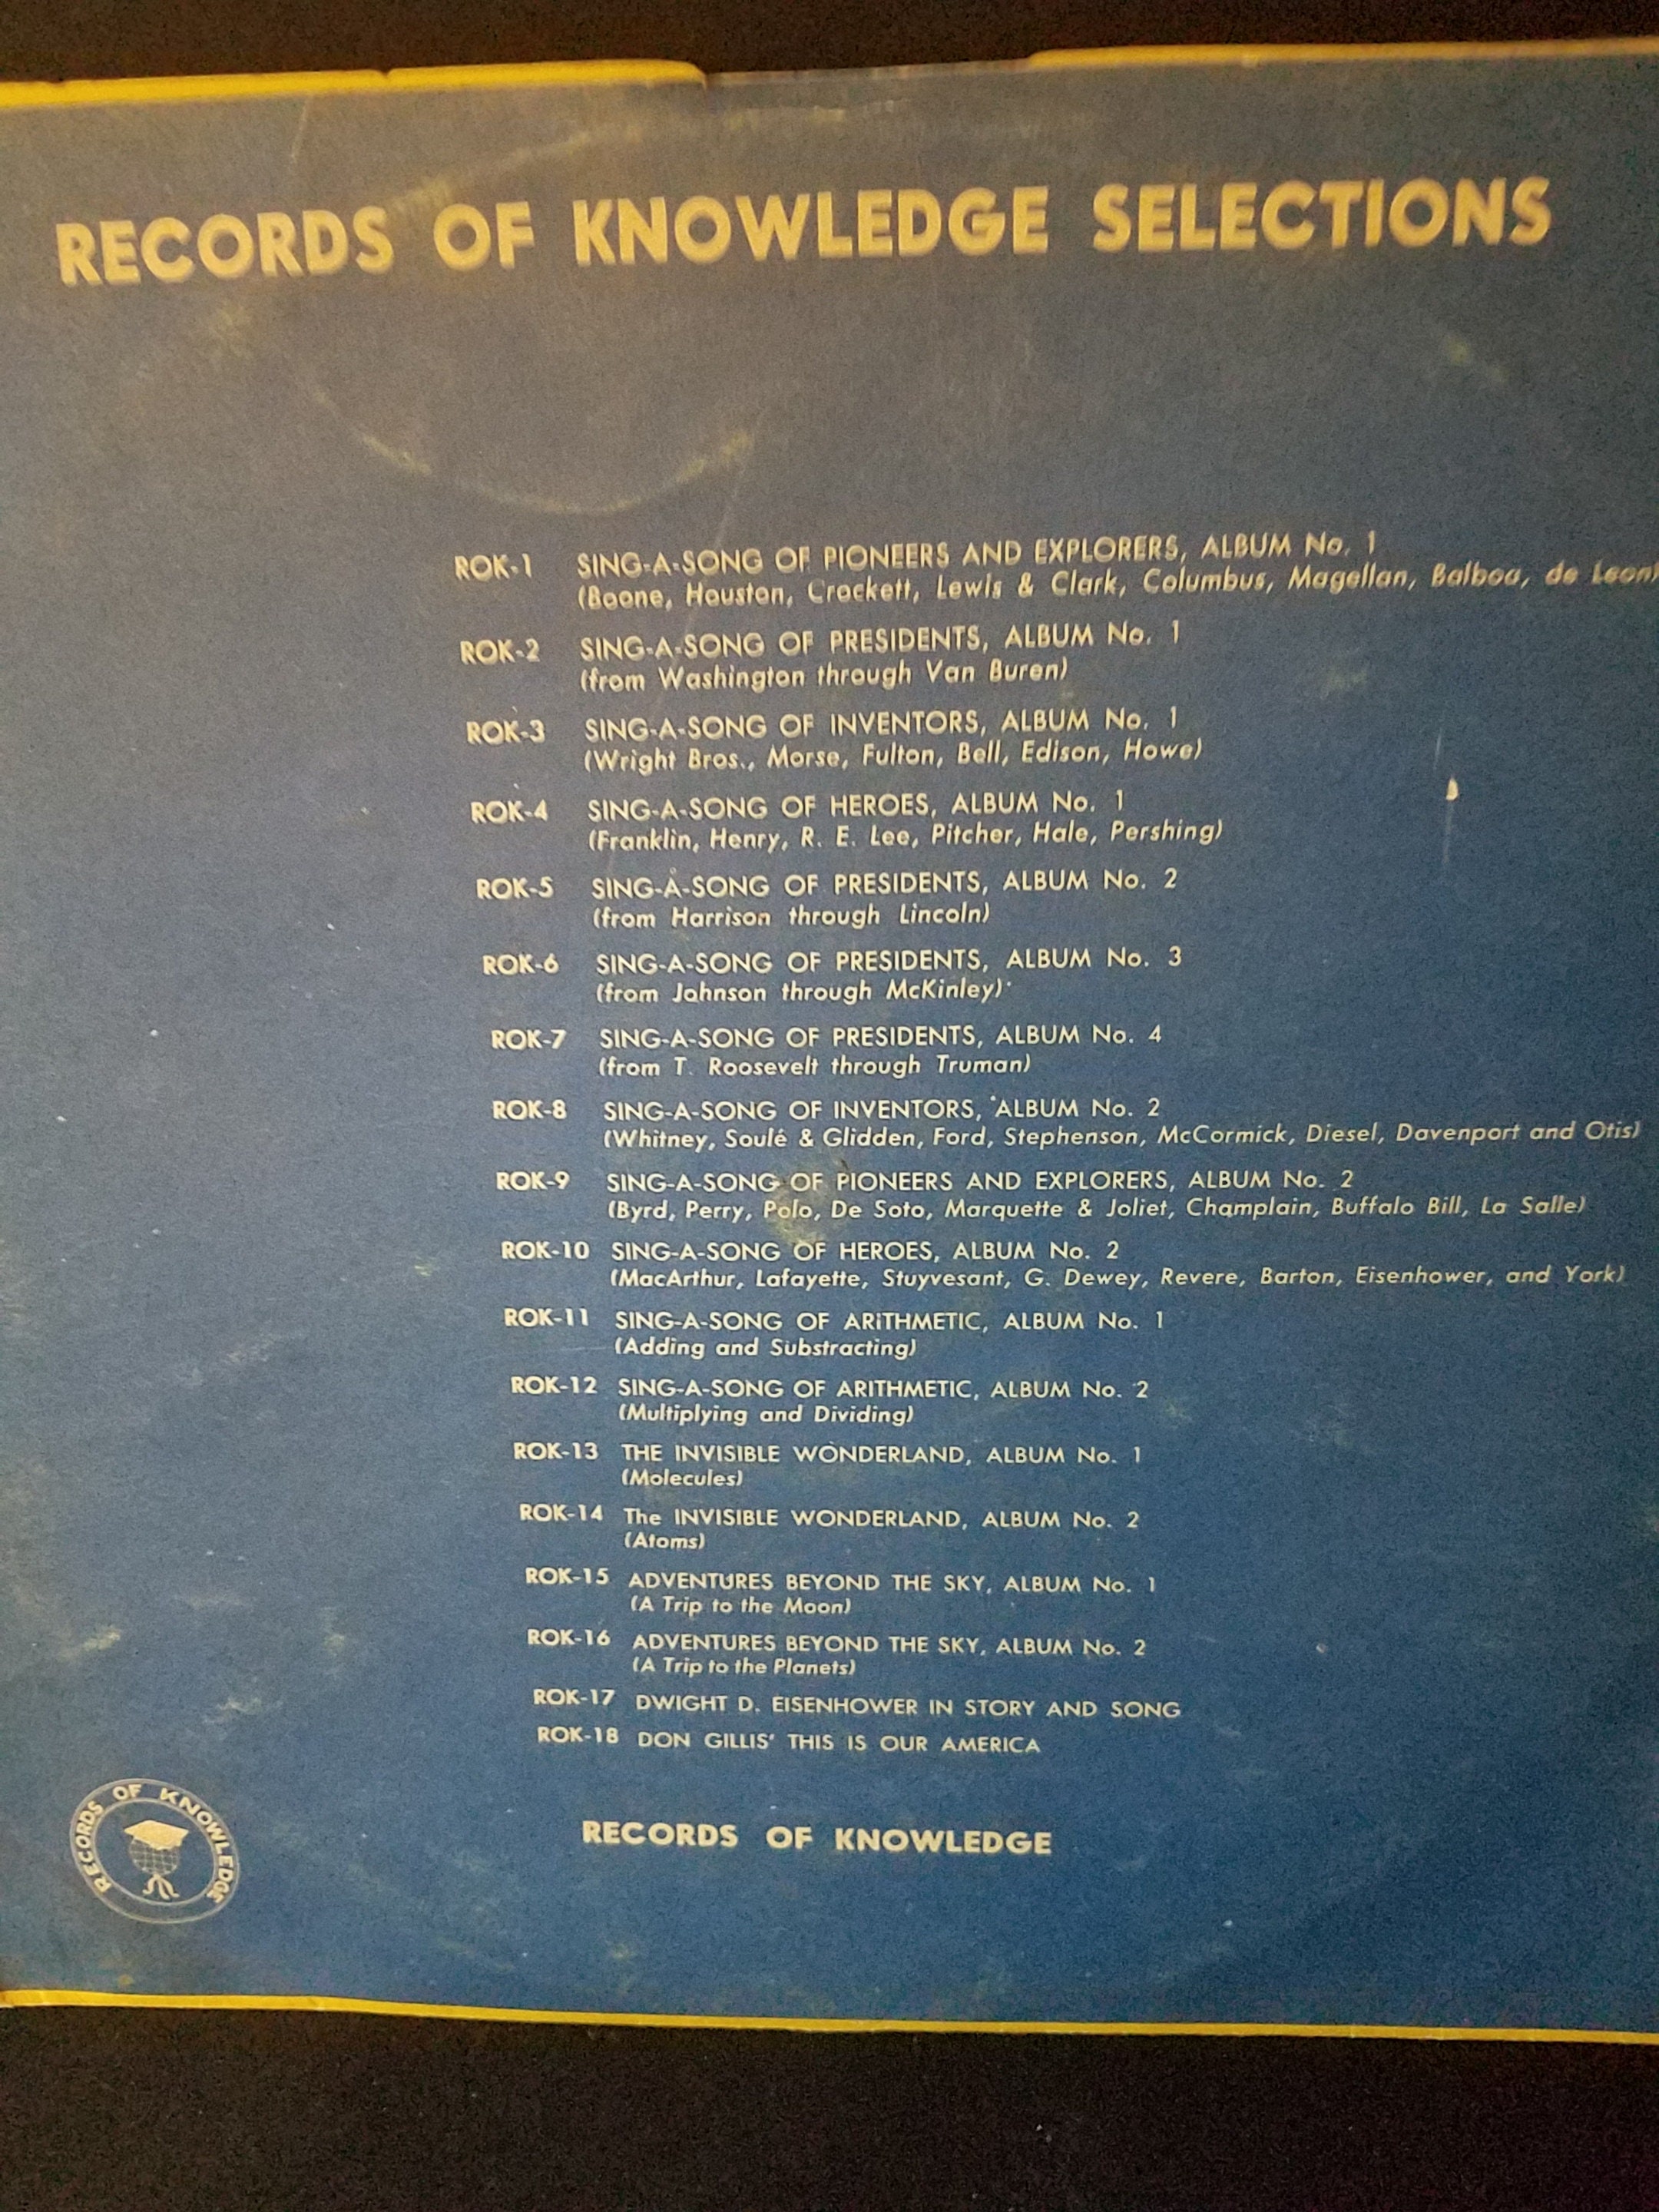 RECORDS OF KNOWLEDGE SELECTIONS
ROK-1 SING-A-SONG OF PIONEERS AND EXPLORERS, ALBUM No. 1
(Boone, Houston, Crockett, Lewis & Clark, Columbus, Magellan, Balboa, de Leon)
ROK-2 SING-A-SONG OF PRESIDENTS, ALBUM No. 1
(from Washington through Van Buren)
ROK-3 SING-A-SONG OF INVENTORS, ALBUM No. 1
(Wright Bros., Morse, Fulton, Bell, Edison, Howe)
ROK-4 SING-A-SONG OF HEROES, ALBUM No. 1
(Franklin, Henry, R. E. Lee, Pitcher, Hale, Pershing)
ROK-5 SING-A-SONG OF PRESIDENTS, ALBUM No. 2
(from Harrison through Lincoln)
ROK-6 SING-A-SONG OF PRESIDENTS, ALBUM No. 3
(from Johnson through McKinley)
ROK-7 SING-A-SONG OF PRESIDENTS, ALBUM No. 4
(from T. Roosevelt through Truman)
ROK-8 SING-A-SONG OF INVENTORS, ALBUM No. 2
(Whitney, Soulé & Glidden, Ford, Stephenson, McCormick, Diesel, Davenport and Otis)
ROK-9 SING-A-SONG OF PIONEERS AND EXPLORERS, ALBUM No. 2
(Byrd, Perry, Polo, De Soto, Marquette & Joliet, Champlain, Buffalo Bill, La Salle)
ROK-10 SING-A-SONG OF HEROES, ALBUM No. 2
(MacArthur, Lafayette, Stuyvesant, G. Dewey, Revere, Barton, Eisenhower, and York)
ROK-11 SING-A-SONG OF ARITHMETIC, ALBUM No. 1
(Adding and Substracting)
ROK-12 SING-A-SONG OF ARITHMETIC, ALBUM No. 2
(Multiplying and Dividing)
ROK-13 THE INVISIBLE WONDERLAND, ALBUM No. 1
(Molecules)
ROK-14 The INVISIBLE WONDERLAND, ALBUM No. 2
(Atoms)
ROK-15 ADVENTURES BEYOND THE SKY, ALBUM No. 1
(A Trip to the Moon)
ROK-16 ADVENTURES BEYOND THE SKY, ALBUM No. 2
(A Trip to the Planets)
ROK-17 DWIGHT D. EISENHOWER IN STORY AND SONG
ROK-18 DON GILLIS' THIS IS OUR AMERICA
RECORDS OF KNOWLEDGE
RECORDS OF KNOWLEDGE